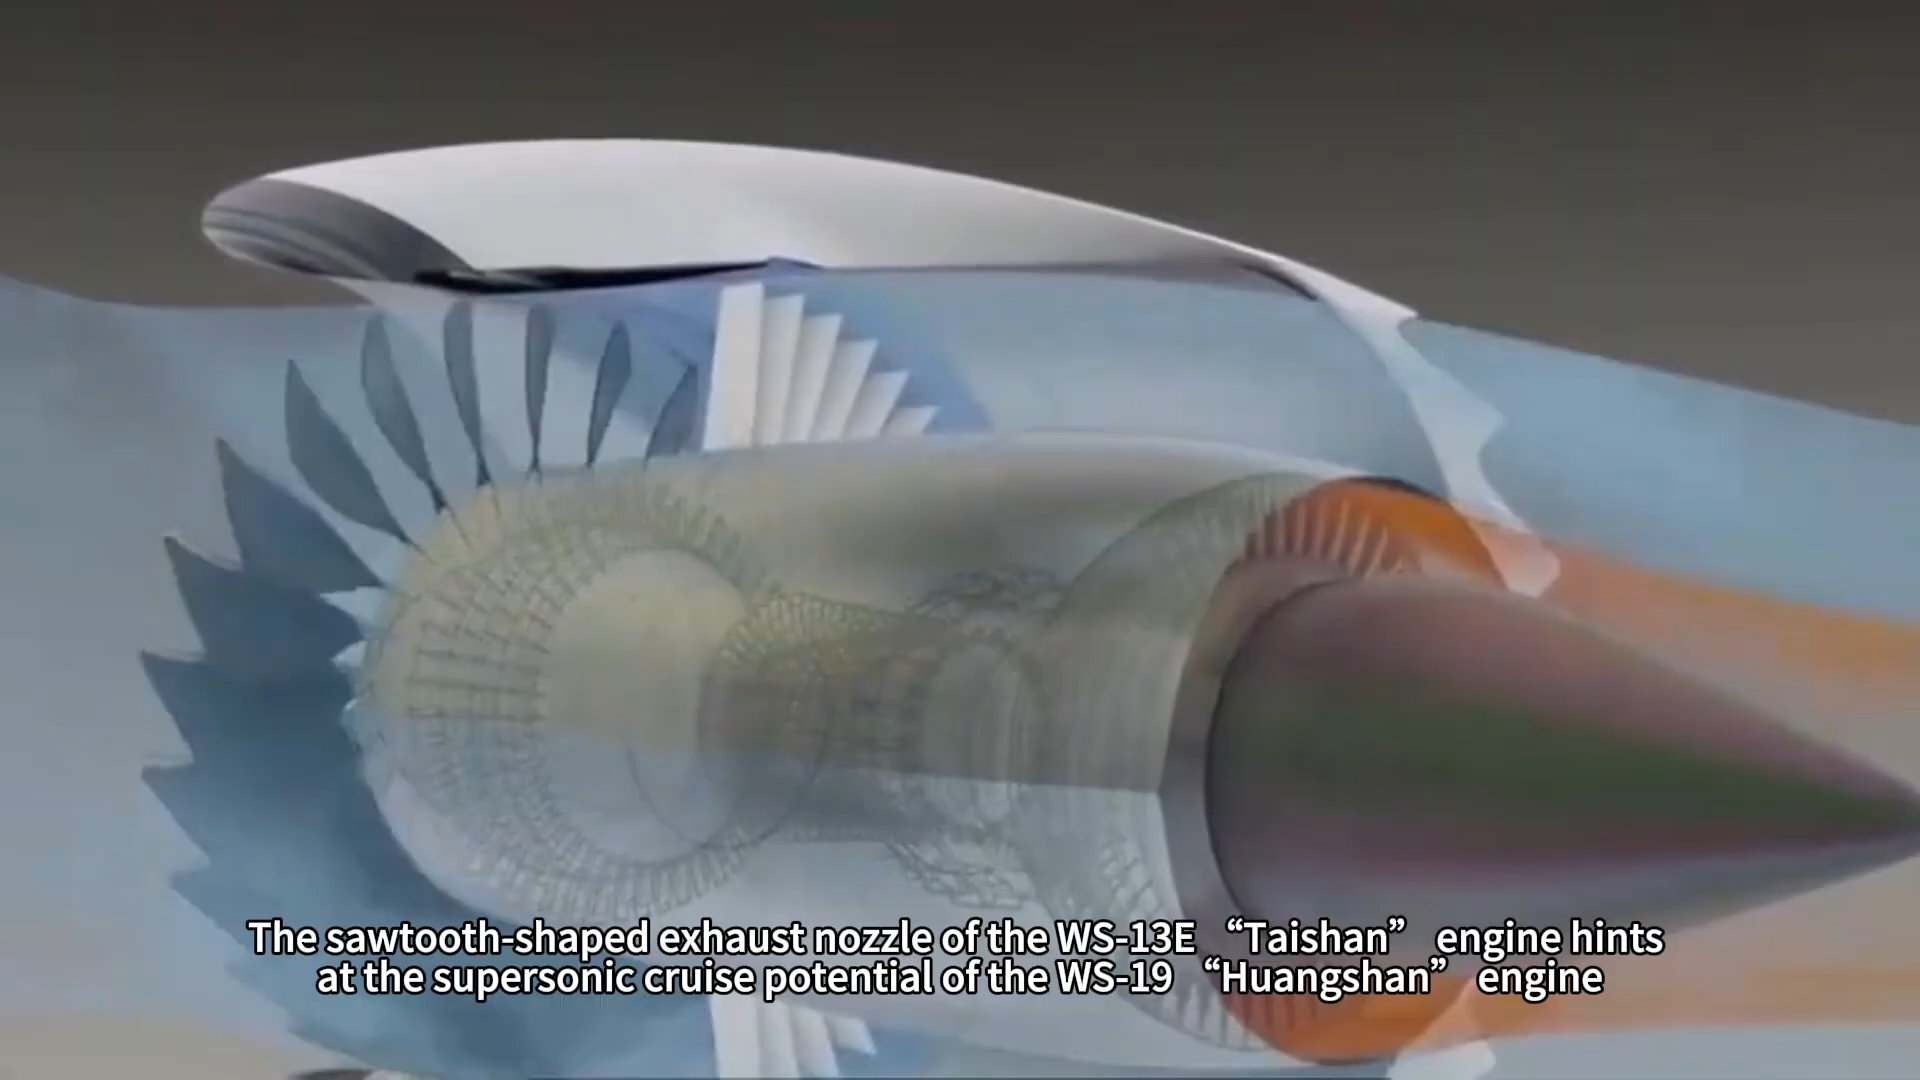 The sawtooth-shaped exhaust nozzle of the WS-13E “Taishan” engine hints
at the supersonic cruise potential of the WS-19 “Huangshan” engine